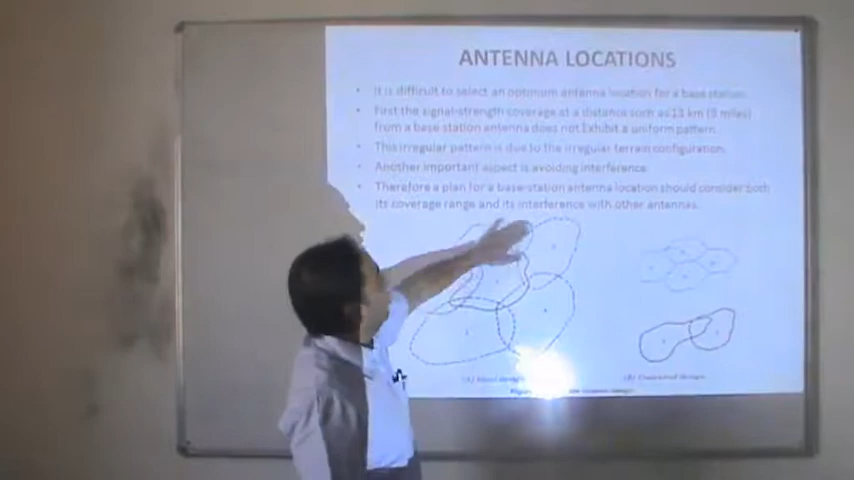 ANTENNA LOCATIONS
• It is difficult to select an optimum antenna location for a base station.
• First the signal-strength coverage at a distance such as 13 km (3 miles)
from a base station antenna does not Exhibit a uniform pattern.
• This irregular pattern is due to the irregular terrain configuration.
• Another important aspect is avoiding interference.
• Therefore a plan for a base-station antenna location should consider both
its coverage range and its interference with other antennas.